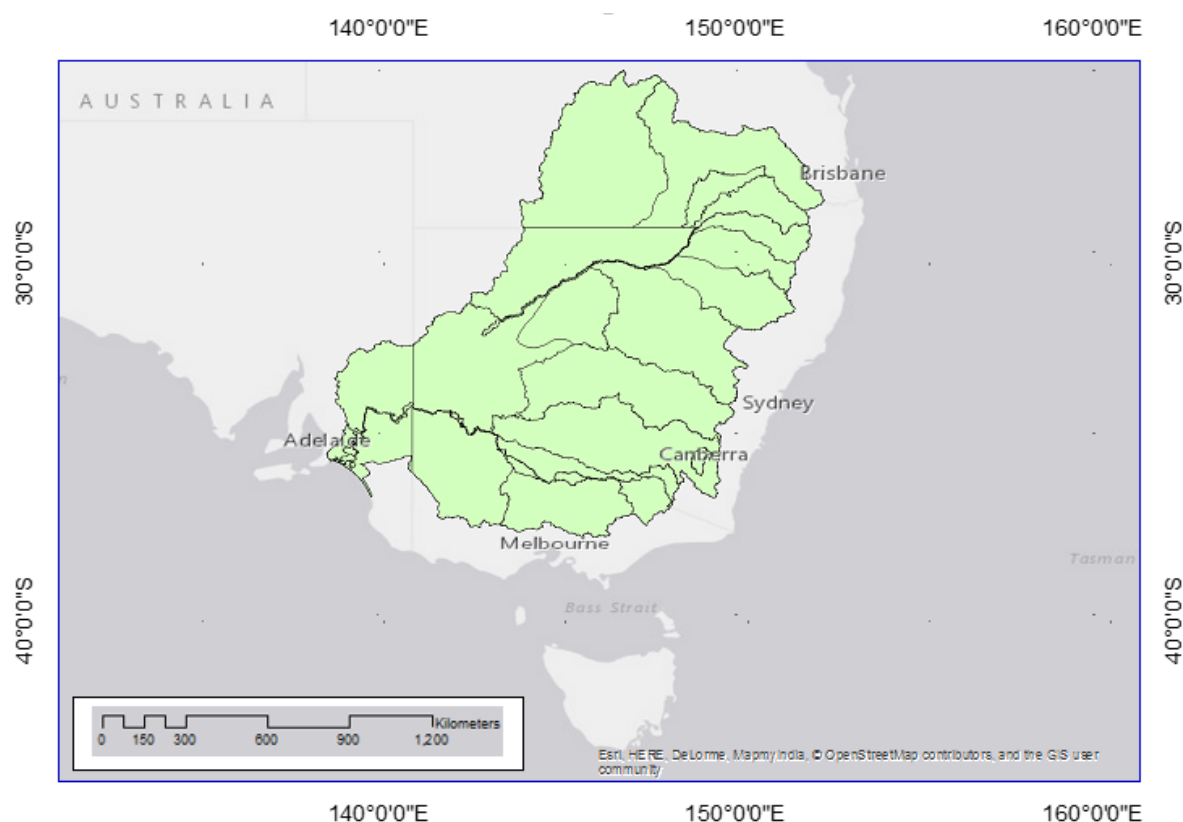 140°0'0"E 150°0'0"E 160°0'0"E
AUSTRALIA
Brisbane
30°0'0"S
30°0'0"S
Sydney
Adelaide
Canberra
Melbourne
Tasman
Bass Strait
40°0'0"S
40°0'0"S
Kilometers
0 150 300 600 900 1,200
Esri, HERE, DeLorme, MapmyIndia, © OpenStreetMap contributors, and the GIS user
community
140°0'0"E 150°0'0"E 160°0'0"E